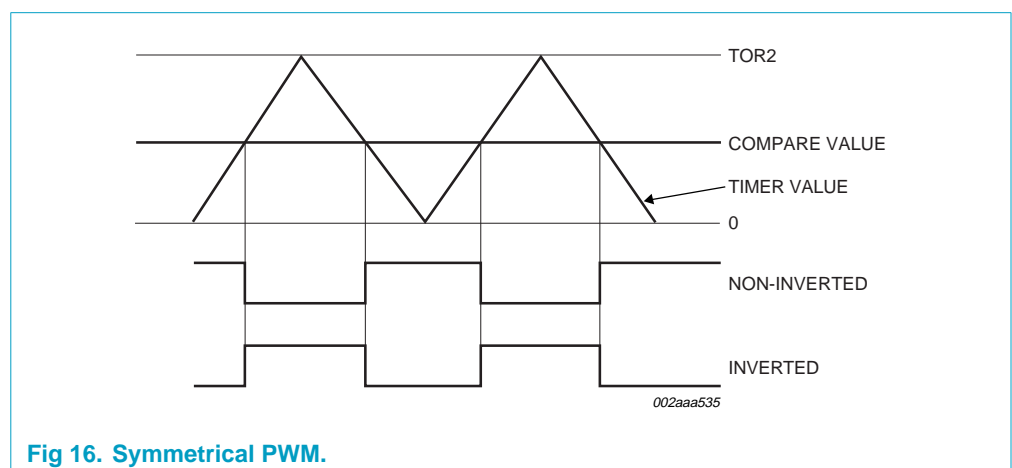 TOR2
COMPARE VALUE
TIMER VALUE
0
NON-INVERTED
INVERTED
002aaa535
Fig 16. Symmetrical PWM.